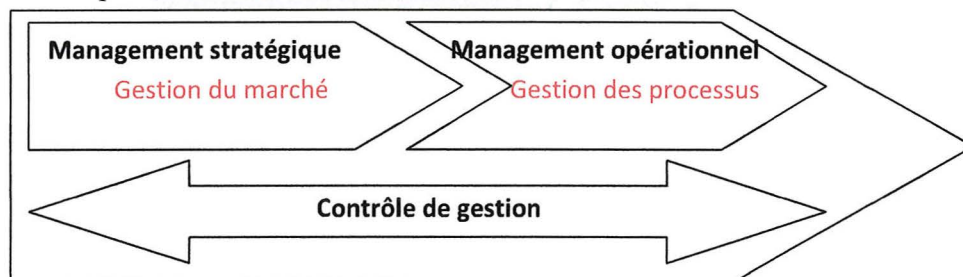 Management stratégique
Gestion du marché
Management opérationnel
Gestion des processus
Contrôle de gestion